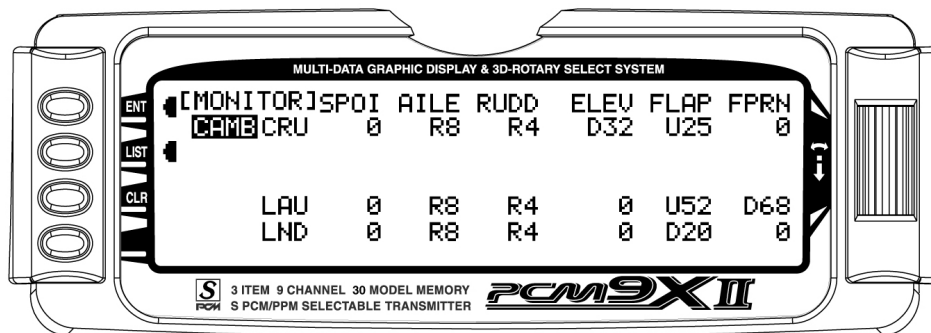 MULTI-DATA GRAPHIC DISPLAY & 3D-ROTARY SELECT SYSTEM
ENT
LIST
CLR
[MONITOR] SPOI AILE RUDD ELEV FLAP FPRN
CAMB CRU 0 R8 R4 D32 U25 0
LAU 0 R8 R4 0 U52 D68
LND 0 R8 R4 0 D20 0
S PCM
3 ITEM 9 CHANNEL 30 MODEL MEMORY
S PCM/PPM SELECTABLE TRANSMITTER
PCM9X II